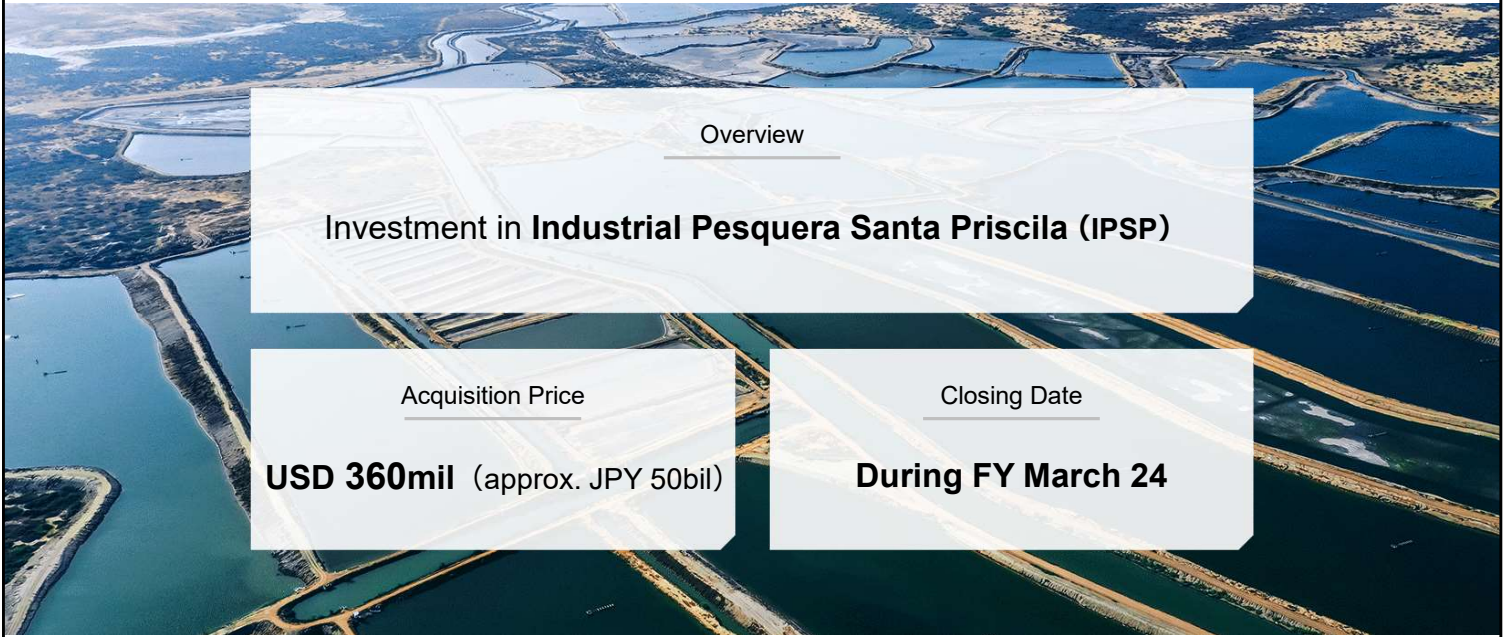 Overview
Investment in Industrial Pesquera Santa Priscila（IPSP）
Acquisition Price
USD 360mil（approx. JPY 50bil）
Closing Date
During FY March 24